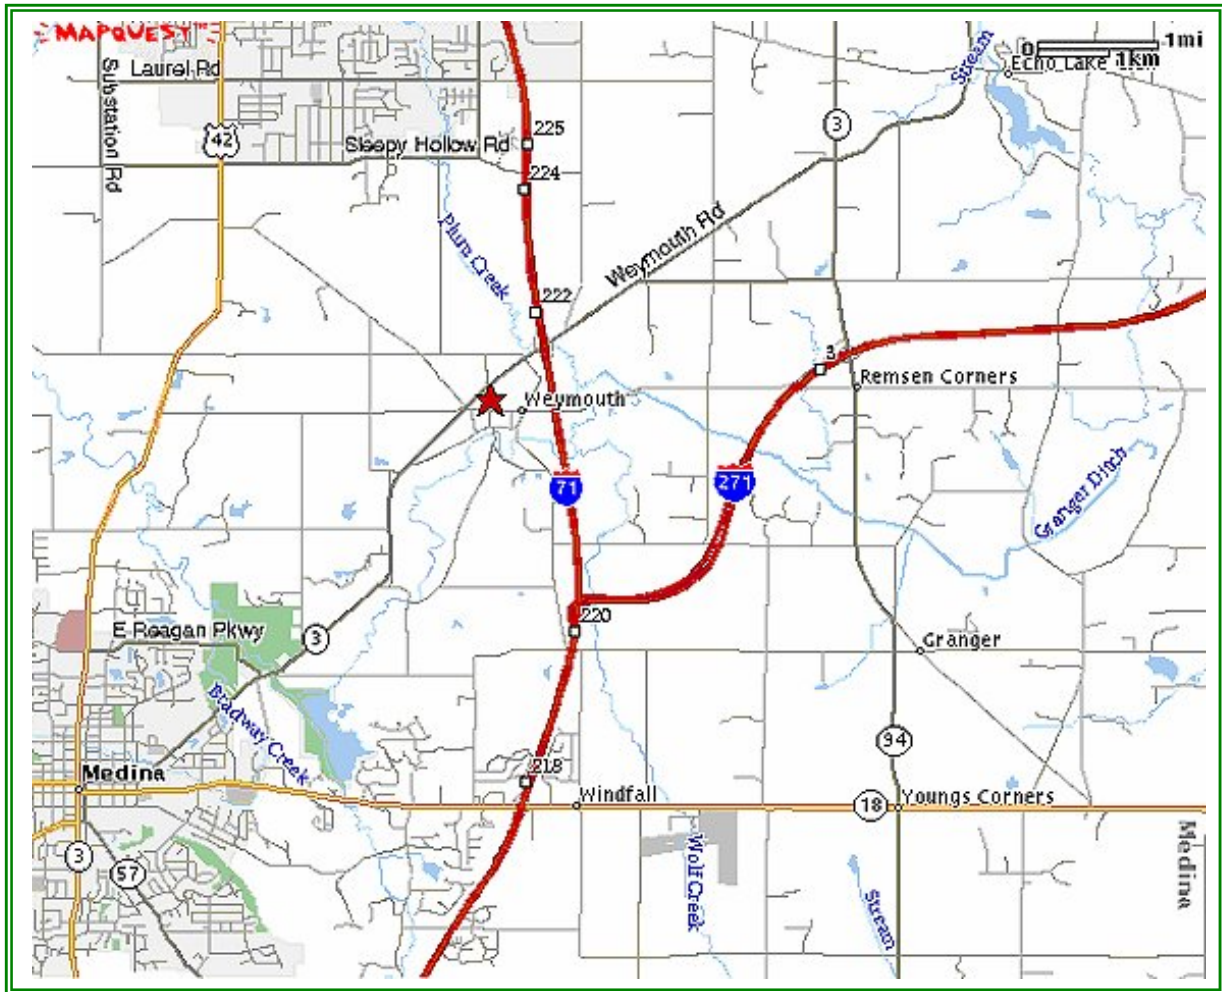 MAPQUEST
0 1mi
1km
Stream
Echo Lake
Laurel Rd
Substation Rd
42
3
225
Sleepy Hollow Rd
224
Plum Creek
Weymouth Rd
222
3
Remsen Corners
Weymouth
71
271
Granger Ditch
220
E Reagan Pkwy
3
Granger
Bradway Creek
94
218
Medina
Windfall
18
Youngs Corners
3
57
Wolf Creek
Stream
Medina